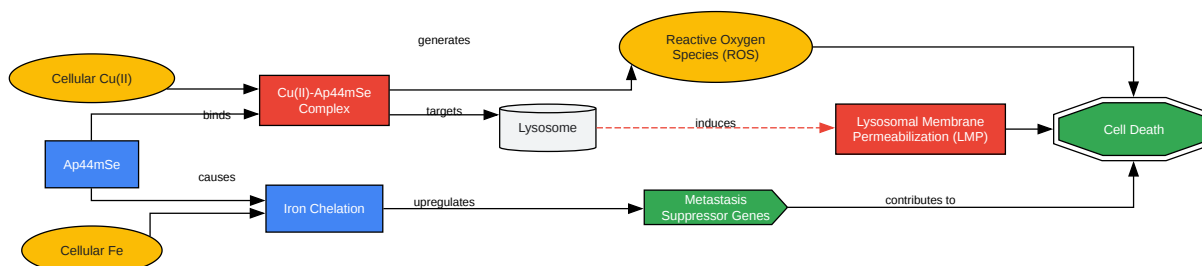 generates
Reactive Oxygen
Species (ROS)
Cellular Cu(II)
Cu(II)-Ap44mSe
Complex
binds
targets
Lysosome
induces
Lysosomal Membrane
Permeabilization (LMP)
Cell Death
Ap44mSe
causes
Iron Chelation
upregulates
Metastasis
Suppressor Genes
contributes to
Cellular Fe